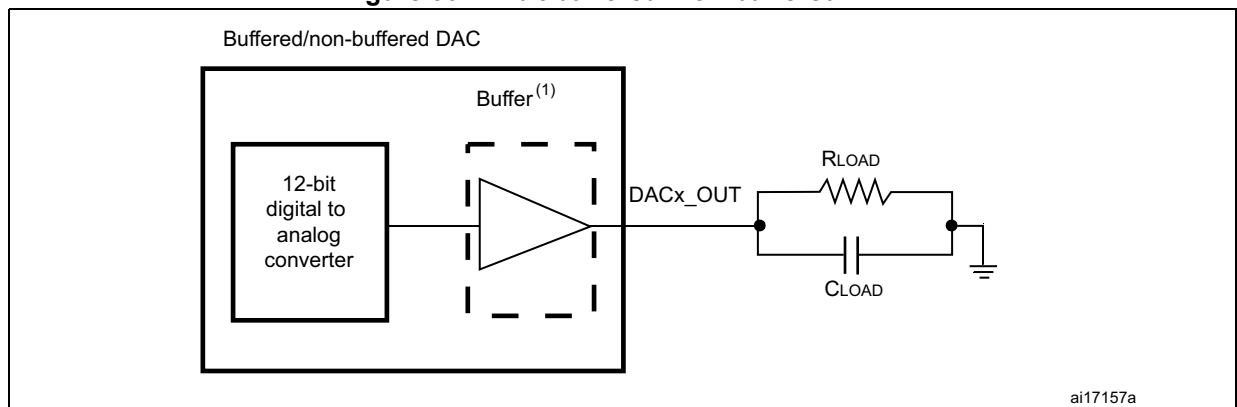 Buffered/non-buffered DAC
Buffer(1)
12-bit
digital to
analog
converter
DACx_OUT
RLOAD
CLOAD
ai17157a